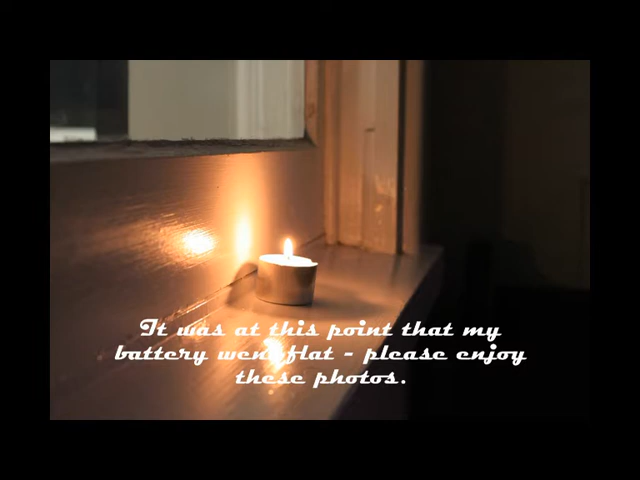 It was at this point that my
battery went flat - please enjoy
these photos.